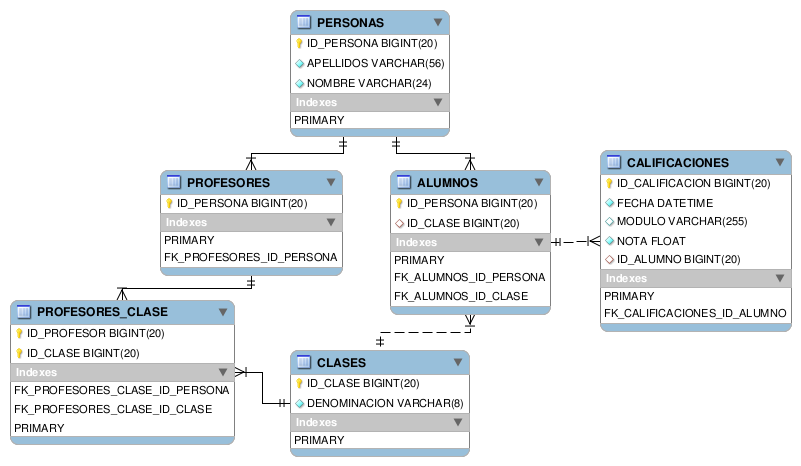 PERSONAS
ID_PERSONA BIGINT(20)
APELLIDOS VARCHAR(56)
NOMBRE VARCHAR(24)
Indexes
PRIMARY
PROFESORES
ID_PERSONA BIGINT(20)
Indexes
PRIMARY
FK_PROFESORES_ID_PERSONA
ALUMNOS
ID_PERSONA BIGINT(20)
ID_CLASE BIGINT(20)
Indexes
PRIMARY
FK_ALUMNOS_ID_PERSONA
FK_ALUMNOS_ID_CLASE
CALIFICACIONES
ID_CALIFICACION BIGINT(20)
FECHA DATETIME
MODULO VARCHAR(255)
NOTA FLOAT
ID_ALUMNO BIGINT(20)
Indexes
PRIMARY
FK_CALIFICACIONES_ID_ALUMNO
PROFESORES_CLASE
ID_PROFESOR BIGINT(20)
ID_CLASE BIGINT(20)
Indexes
FK_PROFESORES_CLASE_ID_PERSONA
FK_PROFESORES_CLASE_ID_CLASE
PRIMARY
CLASES
ID_CLASE BIGINT(20)
DENOMINACION VARCHAR(8)
Indexes
PRIMARY